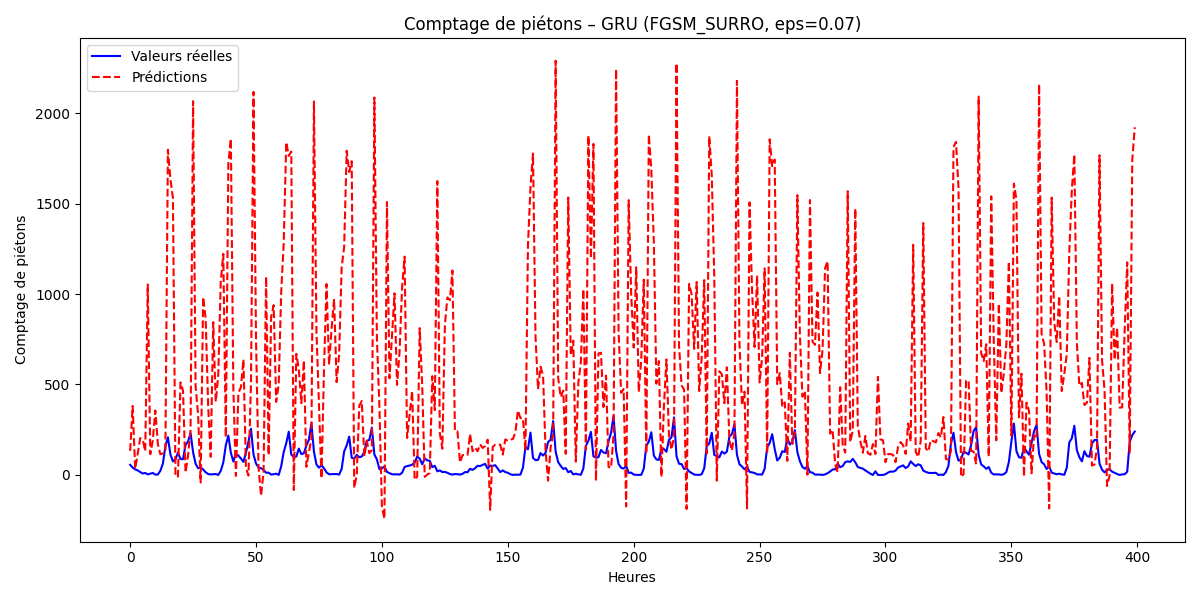 Comptage de piétons – GRU (FGSM_SURRO, eps=0.07)
Valeurs réelles
Prédictions
Comptage de piétons
2000
1500
1000
500
0
0 50 100 150 200 250 300 350 400
Heures